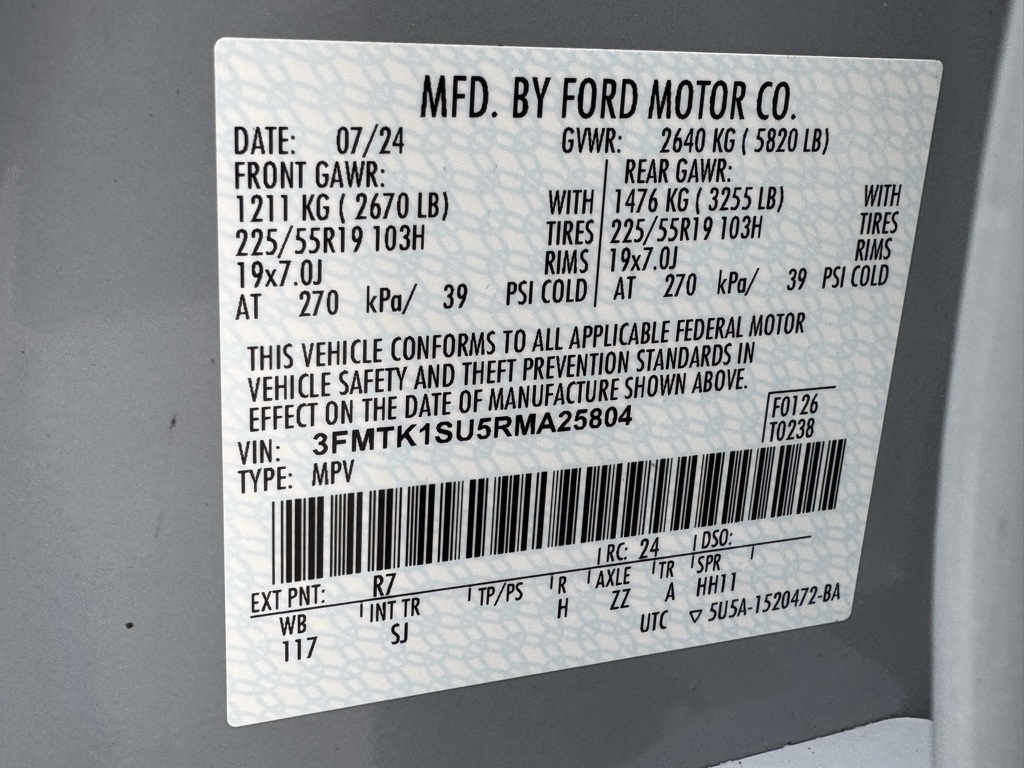 MFD. BY FORD MOTOR CO.
DATE: 07/24 GVWR: 2640 KG ( 5820 LB)
FRONT GAWR: REAR GAWR:
1211 KG ( 2670 LB) WITH 1476 KG ( 3255 LB) WITH
225/55R19 103H TIRES 225/55R19 103H TIRES
19x7.0J RIMS 19x7.0J RIMS
AT 270 kPa/ 39 PSI COLD AT 270 kPa/ 39 PSI COLD
THIS VEHICLE CONFORMS TO ALL APPLICABLE FEDERAL MOTOR
VEHICLE SAFETY AND THEFT PREVENTION STANDARDS IN
EFFECT ON THE DATE OF MANUFACTURE SHOWN ABOVE.
VIN: 3FMTK1SU5RMA25804 F0126
TYPE: MPV T0238
EXT PNT: R7 RC: 24 DSO:
WB INT TR TP/PS R AXLE TR SPR
117 SJ H ZZ A HH11
UTC ▽ 5U5A-1520472-BA